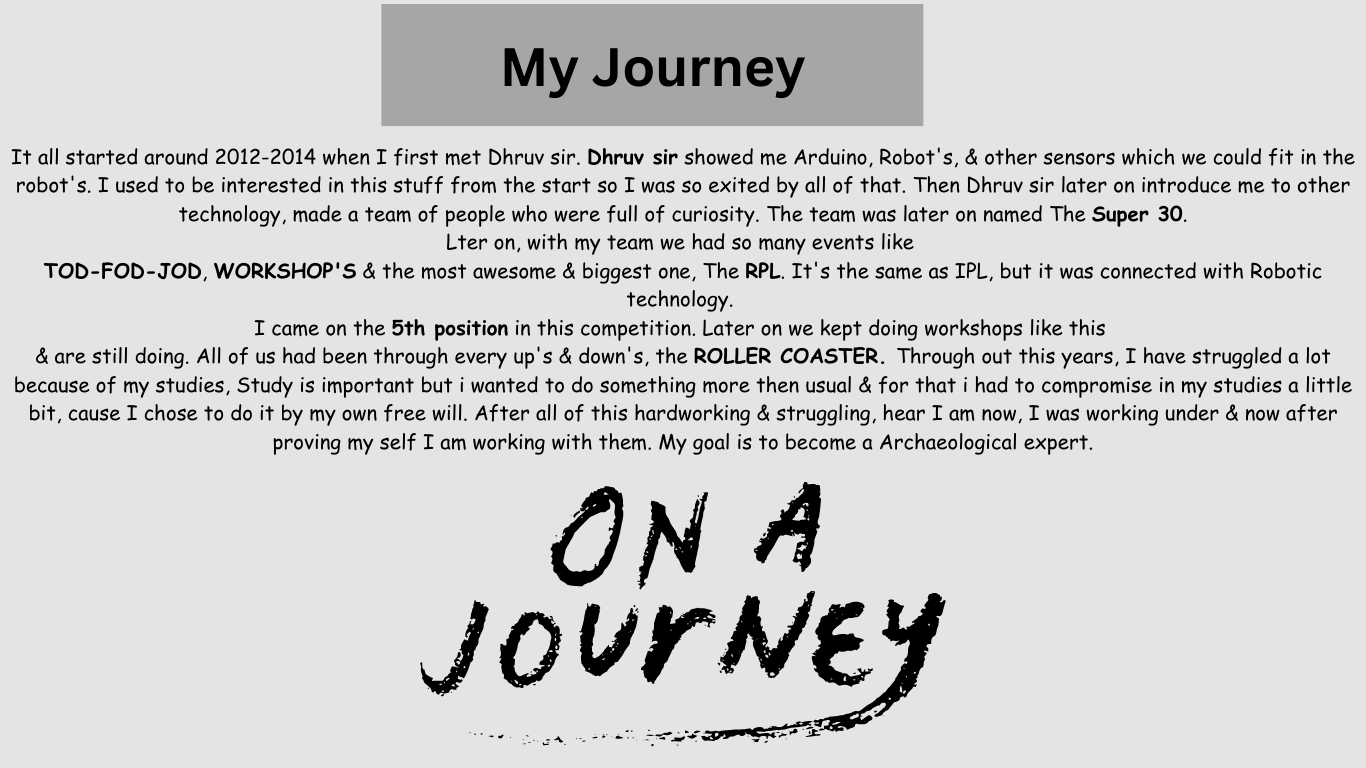 My Journey
It all started around 2012-2014 when I first met Dhruv sir. Dhruv sir showed me Arduino, Robot's, & other sensors which we could fit in the
robot's. I used to be interested in this stuff from the start so I was so exited by all of that. Then Dhruv sir later on introduce me to other
technology, made a team of people who were full of curiosity. The team was later on named The Super 30.
Lter on, with my team we had so many events like
TOD-FOD-JOD, WORKSHOP'S & the most awesome & biggest one, The RPL. It's the same as IPL, but it was connected with Robotic
technology.
I came on the 5th position in this competition. Later on we kept doing workshops like this
& are still doing. All of us had been through every up's & down's, the ROLLER COASTER. Through out this years, I have struggled a lot
because of my studies, Study is important but i wanted to do something more then usual & for that i had to compromise in my studies a little
bit, cause I chose to do it by my own free will. After all of this hardworking & struggling, hear I am now, I was working under & now after
proving my self I am working with them. My goal is to become a Archaeological expert.
ON A
JOURNEY